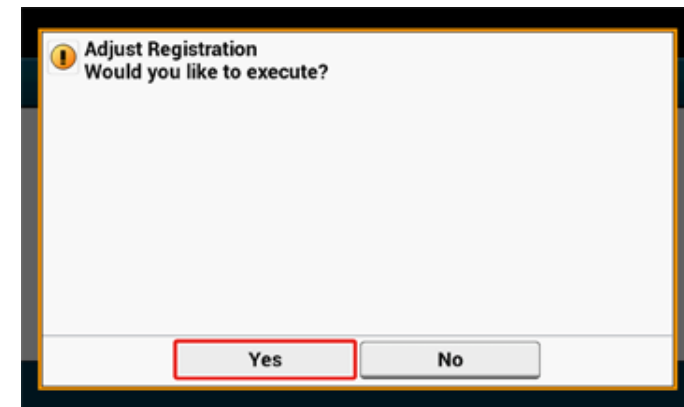 Adjust Registration
Would you like to execute?
Yes No